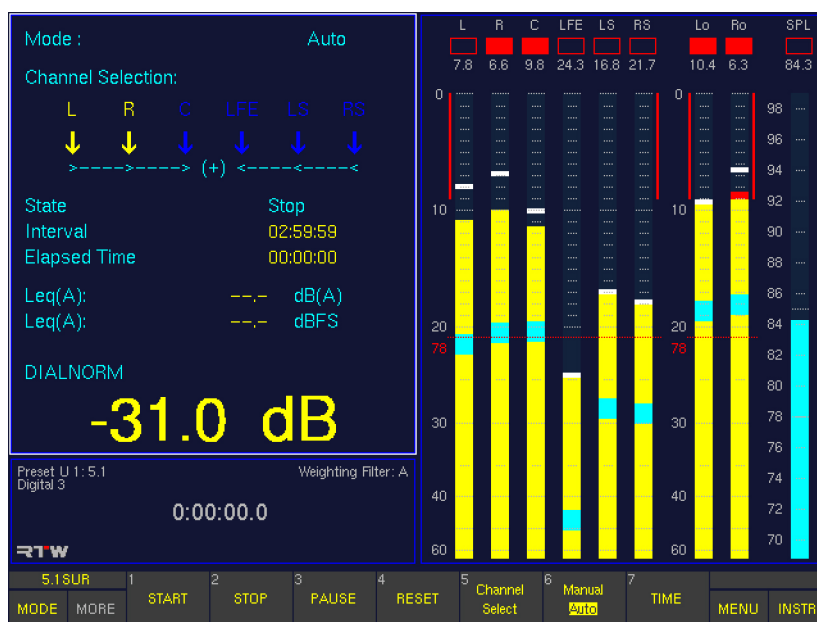 Mode : Auto
Channel Selection:
L R C LFE LS RS
>---->----> (+) <----<----<
State Stop
Interval 02:59:59
Elapsed Time 00:00:00
Leq(A): --,- dB(A)
Leq(A): --,- dBFS
DIALNORM
-31.0 dB
Preset U 1: 5.1 Weighting Filter: A
Digital 3
0:00:00.0
RTW
L R C LFE LS RS Lo Ro SPL
7.8 6.6 9.8 24.3 16.8 21.7 10.4 6.3 84.3
0 0
10 10
20 20
78 78
30 30
40 40
60 60
98
96
94
92
90
88
86
84
82
80
78
76
74
72
70
5.1SUR 1 2 3 4 5 6 7
MODE MORE START STOP PAUSE RESET Channel Select Manual Auto TIME MENU INSTR